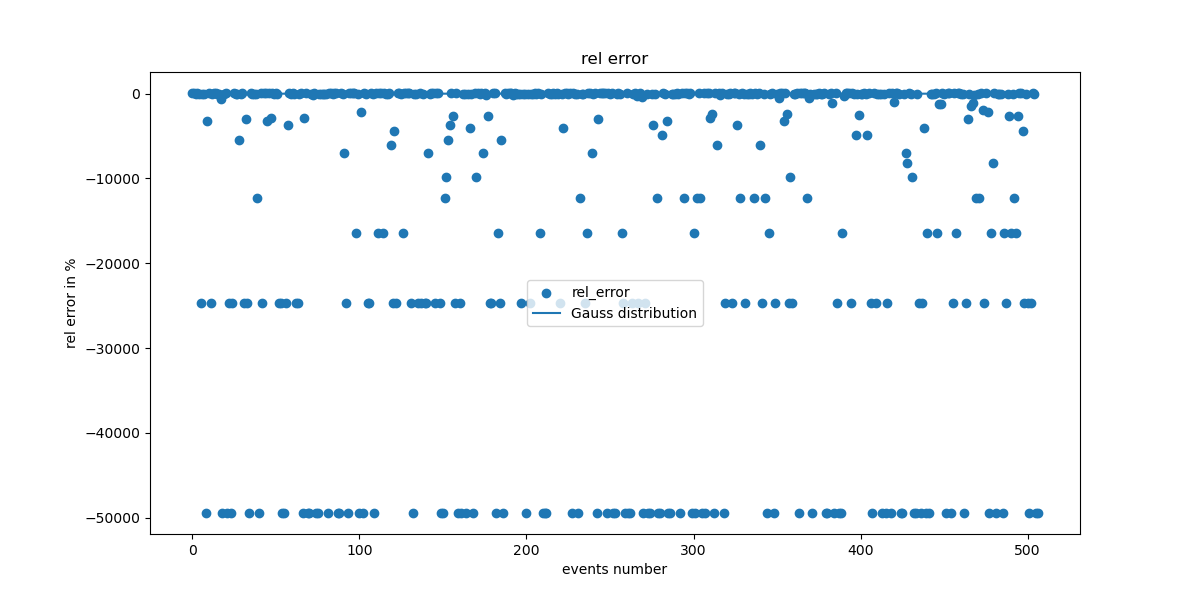 rel error
rel error in %
0
−10000
−20000
−30000
−40000
−50000
rel_error
Gauss distribution
0 100 200 300 400 500
events number